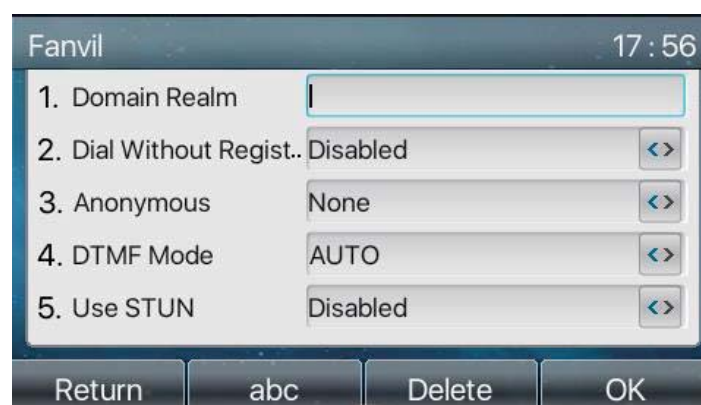 Fanvil 17 : 56
1. Domain Realm
2. Dial Without Regist.. Disabled
3. Anonymous None
4. DTMF Mode AUTO
5. Use STUN Disabled
Return abc Delete OK